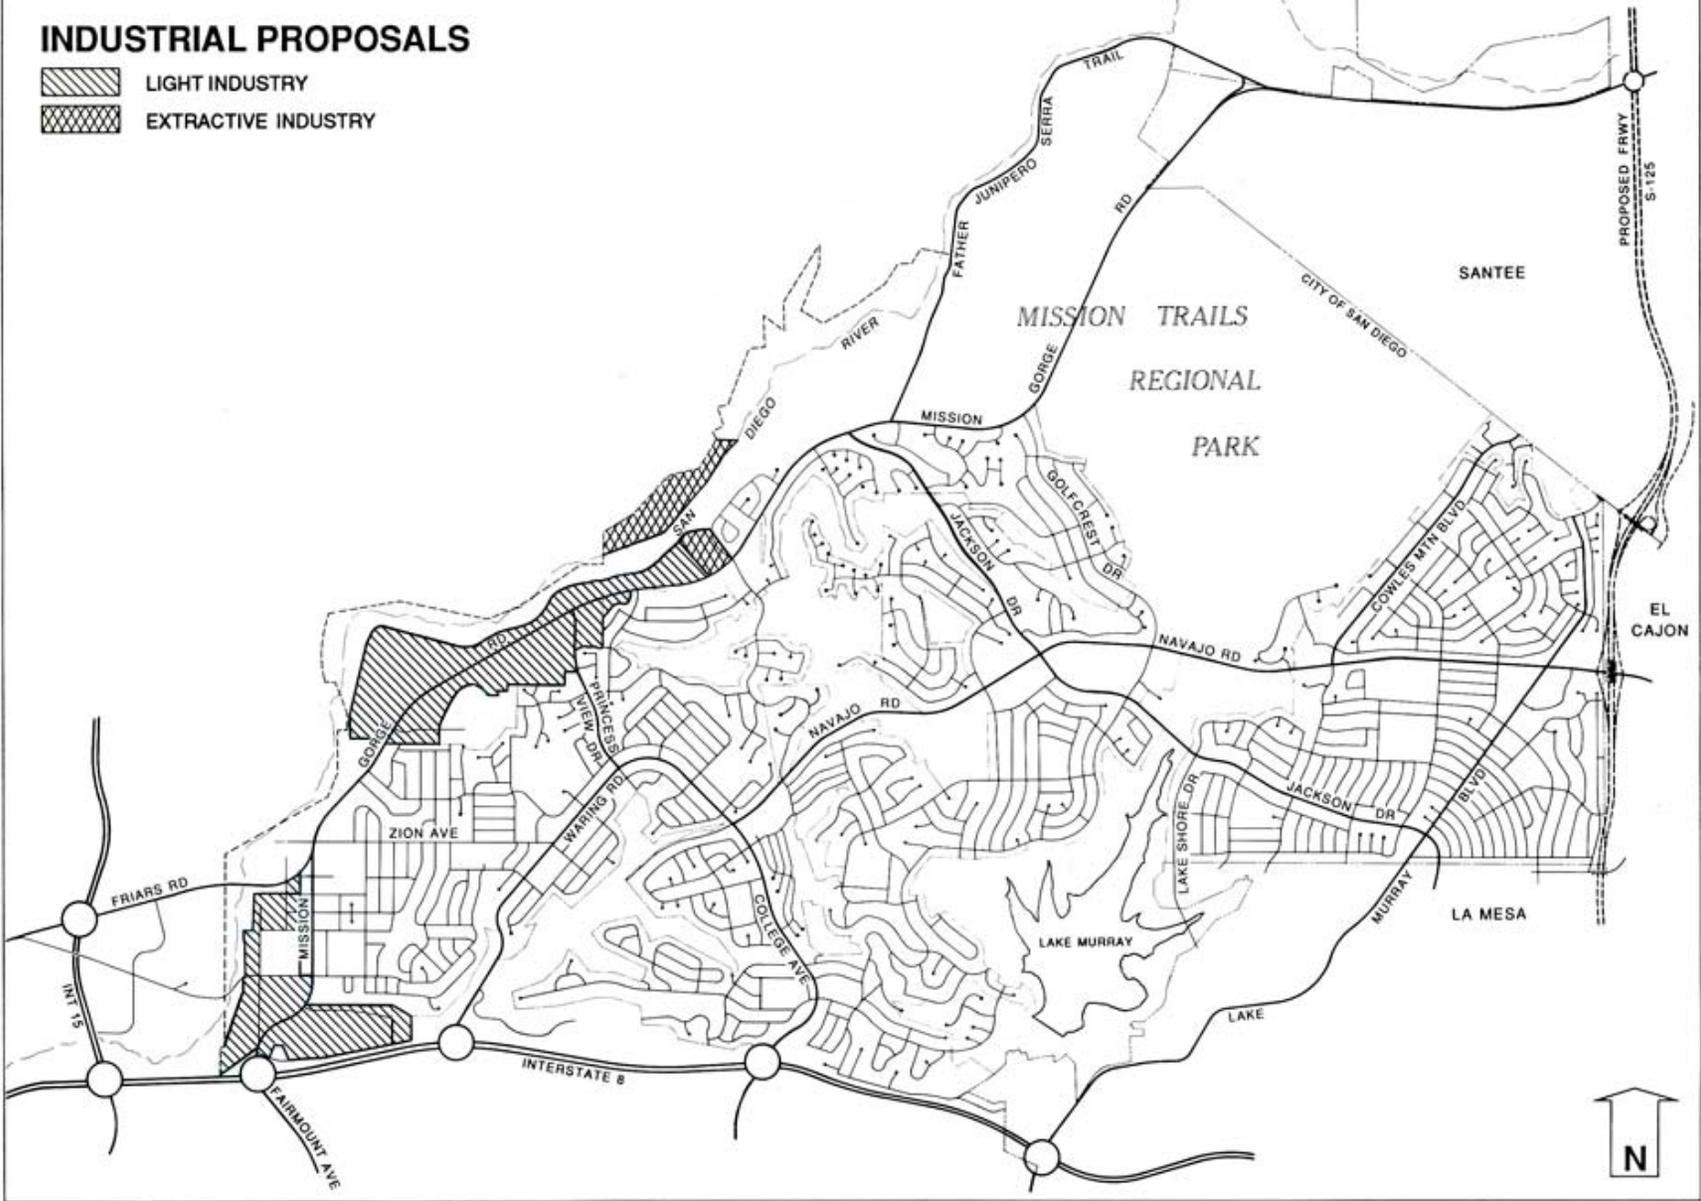 INDUSTRIAL PROPOSALS
LIGHT INDUSTRY
EXTRACTIVE INDUSTRY
TRAIL
SERRA
JUNIPERO
FATHER
RD
PROPOSED FRWY
S-125
SANTEE
CITY OF SAN DIEGO
MISSION TRAILS
REGIONAL
PARK
RIVER
DIEGO
SAN
GORGE
MISSION
GOLFCREST
DR
JACKSON
DR
COWLES MTN BLVD
EL
CAJON
NAVAJO RD
RD
GORGE
PRINCESS
VIEW DR
NAVAJO RD
WARING RD
ZION AVE
LAKE SHORE DR
JACKSON DR
BLVD
FRIARS RD
MISSION
COLLEGE AVE
MURRAY
LA MESA
LAKE MURRAY
INT 15
LAKE
INTERSTATE 8
FAIRMOUNT AVE
N